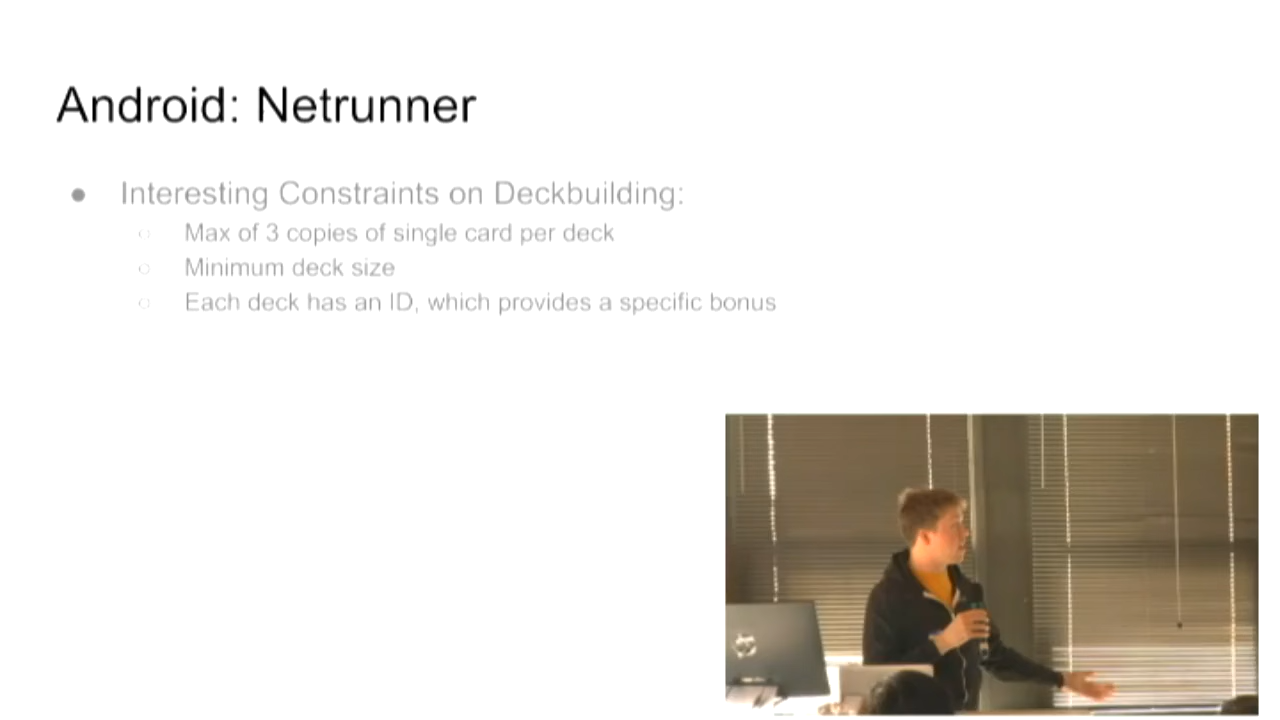 Android: Netrunner
● Interesting Constraints on Deckbuilding:
○ Max of 3 copies of single card per deck
○ Minimum deck size
○ Each deck has an ID, which provides a specific bonus
hp